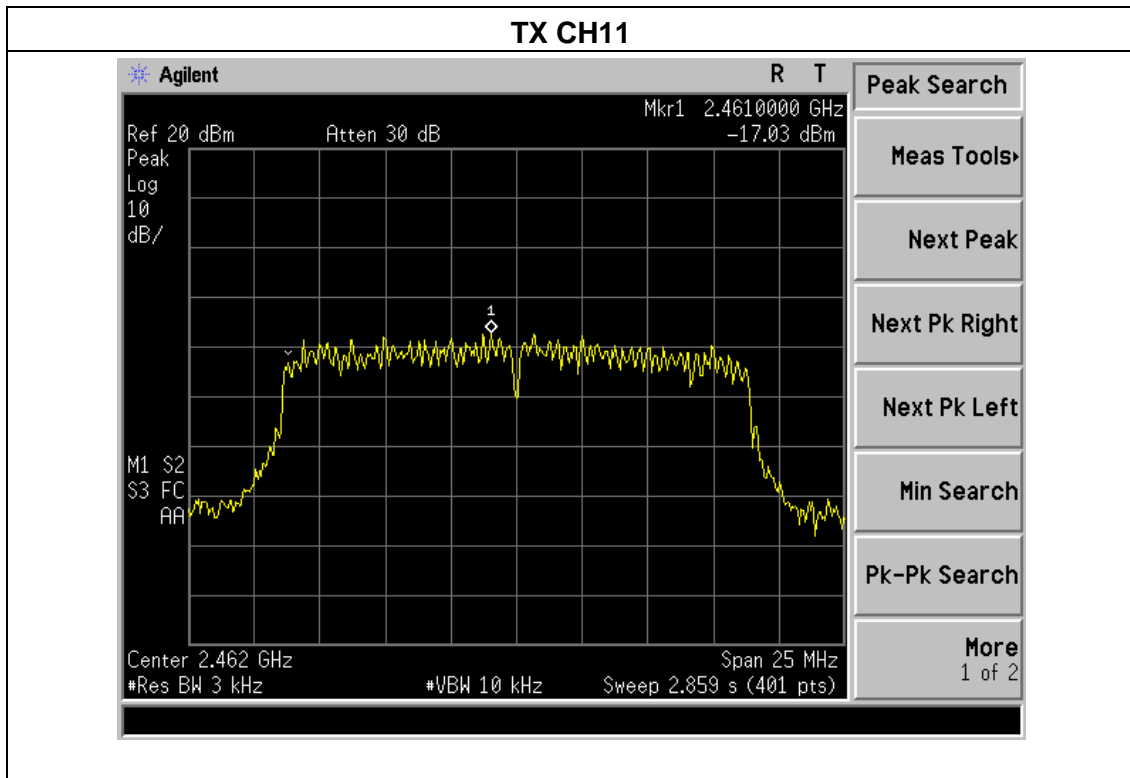 TX CH11
Agilent R T
Mkr1 2.4610000 GHz
Ref 20 dBm Atten 30 dB -17.03 dBm
Peak
Log
10
dB/
1
M1 S2
S3 FC
AA
Center 2.462 GHz Span 25 MHz
#Res BW 3 kHz #VBW 10 kHz Sweep 2.859 s (401 pts)
Peak Search
Meas Tools
Next Peak
Next Pk Right
Next Pk Left
Min Search
Pk-Pk Search
More
1 of 2